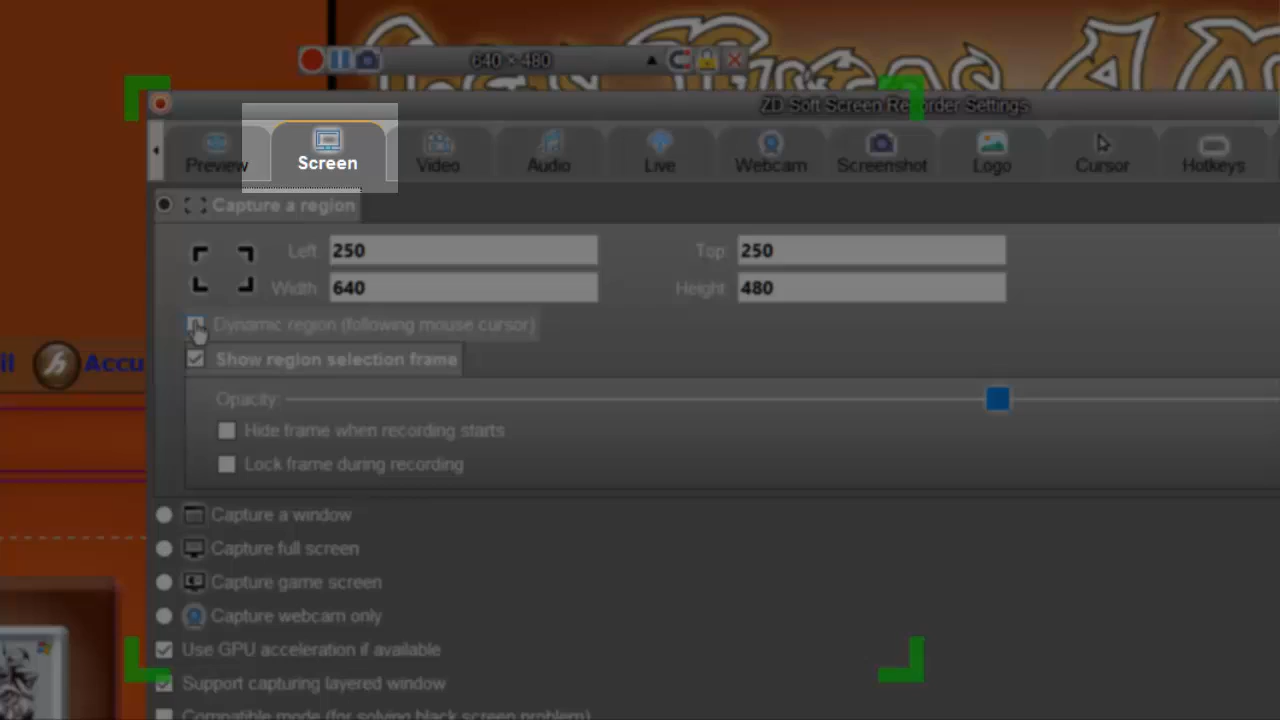 640 × 480
ZD Soft Screen Recorder Settings
Preview Screen Video Audio Live Webcam Screenshot Logo Cursor Hotkeys
Capture a region
Left: 250 Top: 250
Width: 640 Height: 480
Dynamic region (following mouse cursor)
Show region selection frame
Opacity:
Hide frame when recording starts
Lock frame during recording
Capture a window
Capture full screen
Capture game screen
Capture webcam only
Use GPU acceleration if available
Support capturing layered window
Compatible mode (for solving black screen problem)
il h Accu